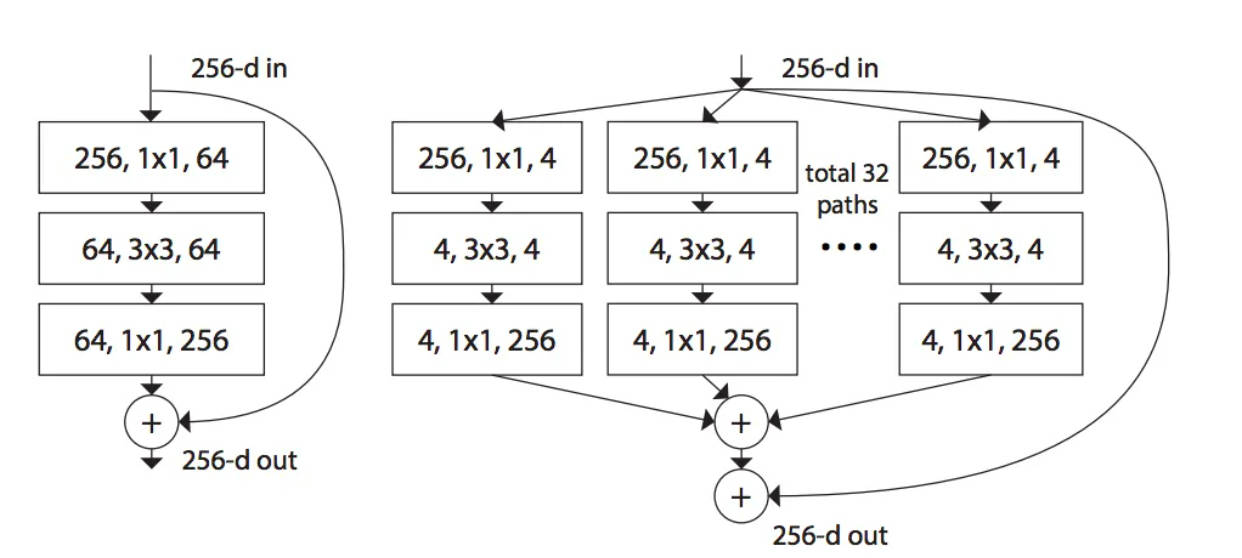 256-d in
256, 1x1, 64
64, 3x3, 64
64, 1x1, 256
+
256-d out
256-d in
256, 1x1, 4
256, 1x1, 4
total 32
paths
256, 1x1, 4
4, 3x3, 4
4, 3x3, 4
....
4, 3x3, 4
4, 1x1, 256
4, 1x1, 256
4, 1x1, 256
+
+
256-d out